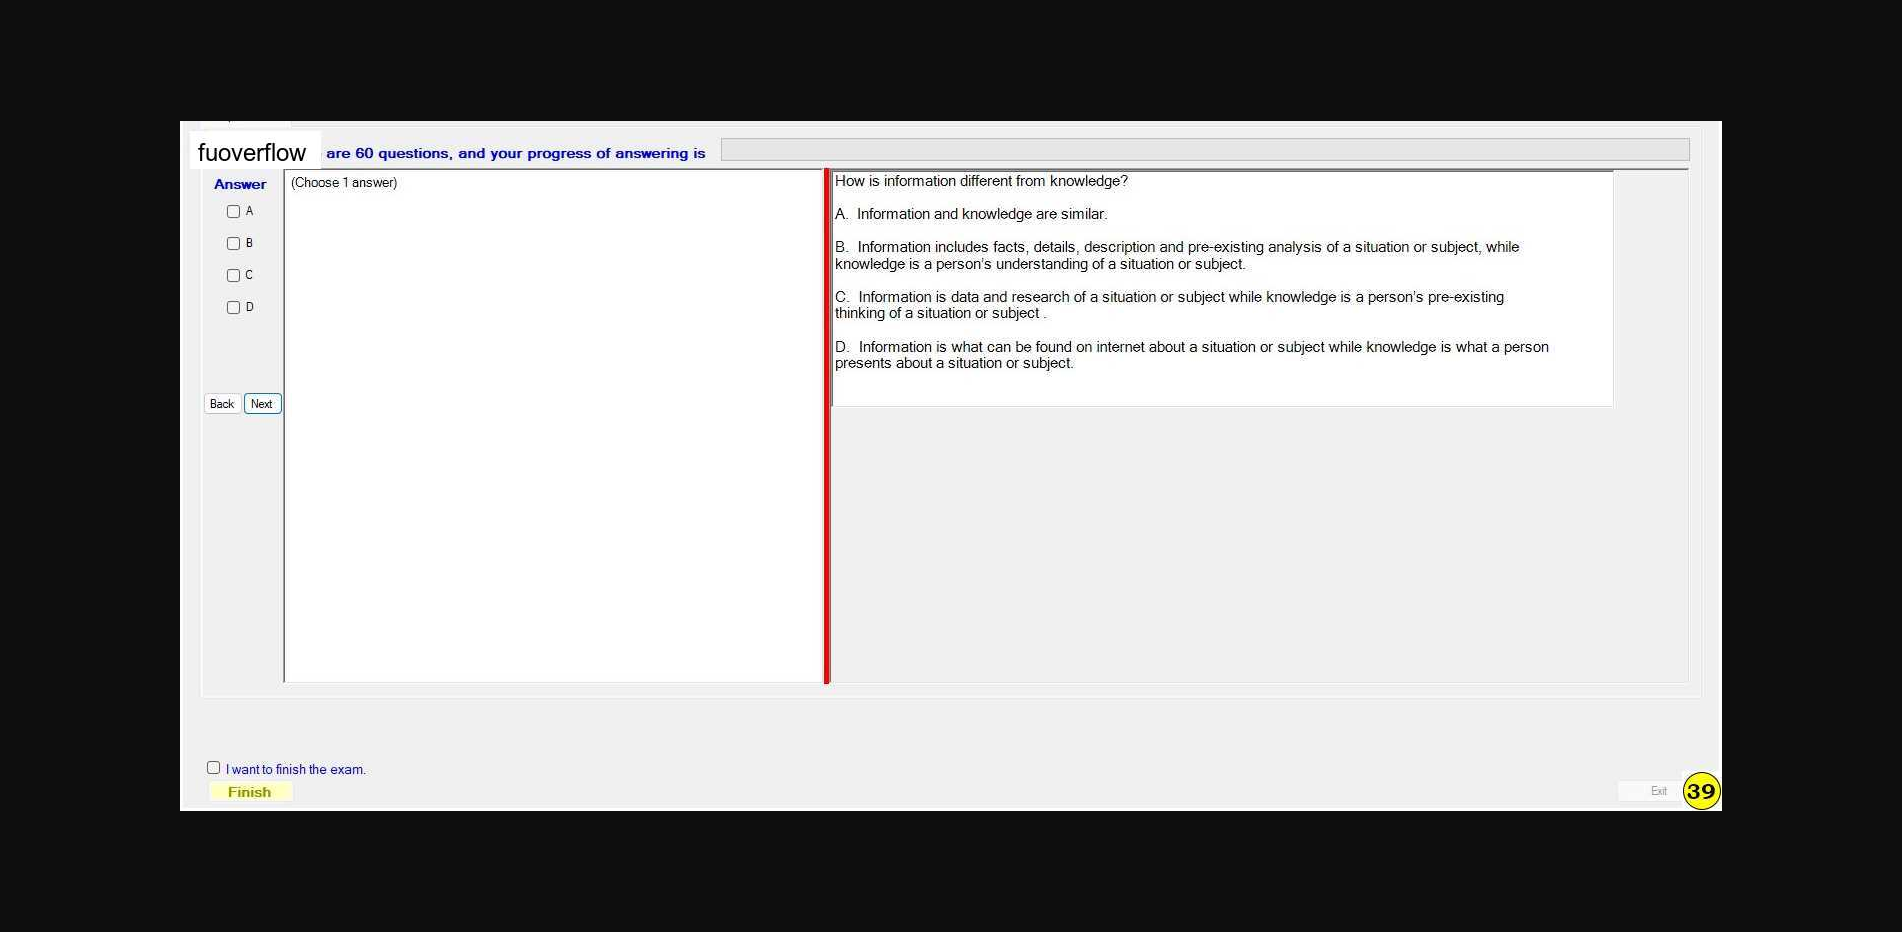 fuoverflow are 60 questions, and your progress of answering is
Answer
A
B
C
D
Back Next
(Choose 1 answer)
How is information different from knowledge?
A. Information and knowledge are similar.
B. Information includes facts, details, description and pre-existing analysis of a situation or subject, while
knowledge is a person's understanding of a situation or subject.
C. Information is data and research of a situation or subject while knowledge is a person's pre-existing
thinking of a situation or subject .
D. Information is what can be found on internet about a situation or subject while knowledge is what a person
presents about a situation or subject.
I want to finish the exam.
Finish
Exit
39